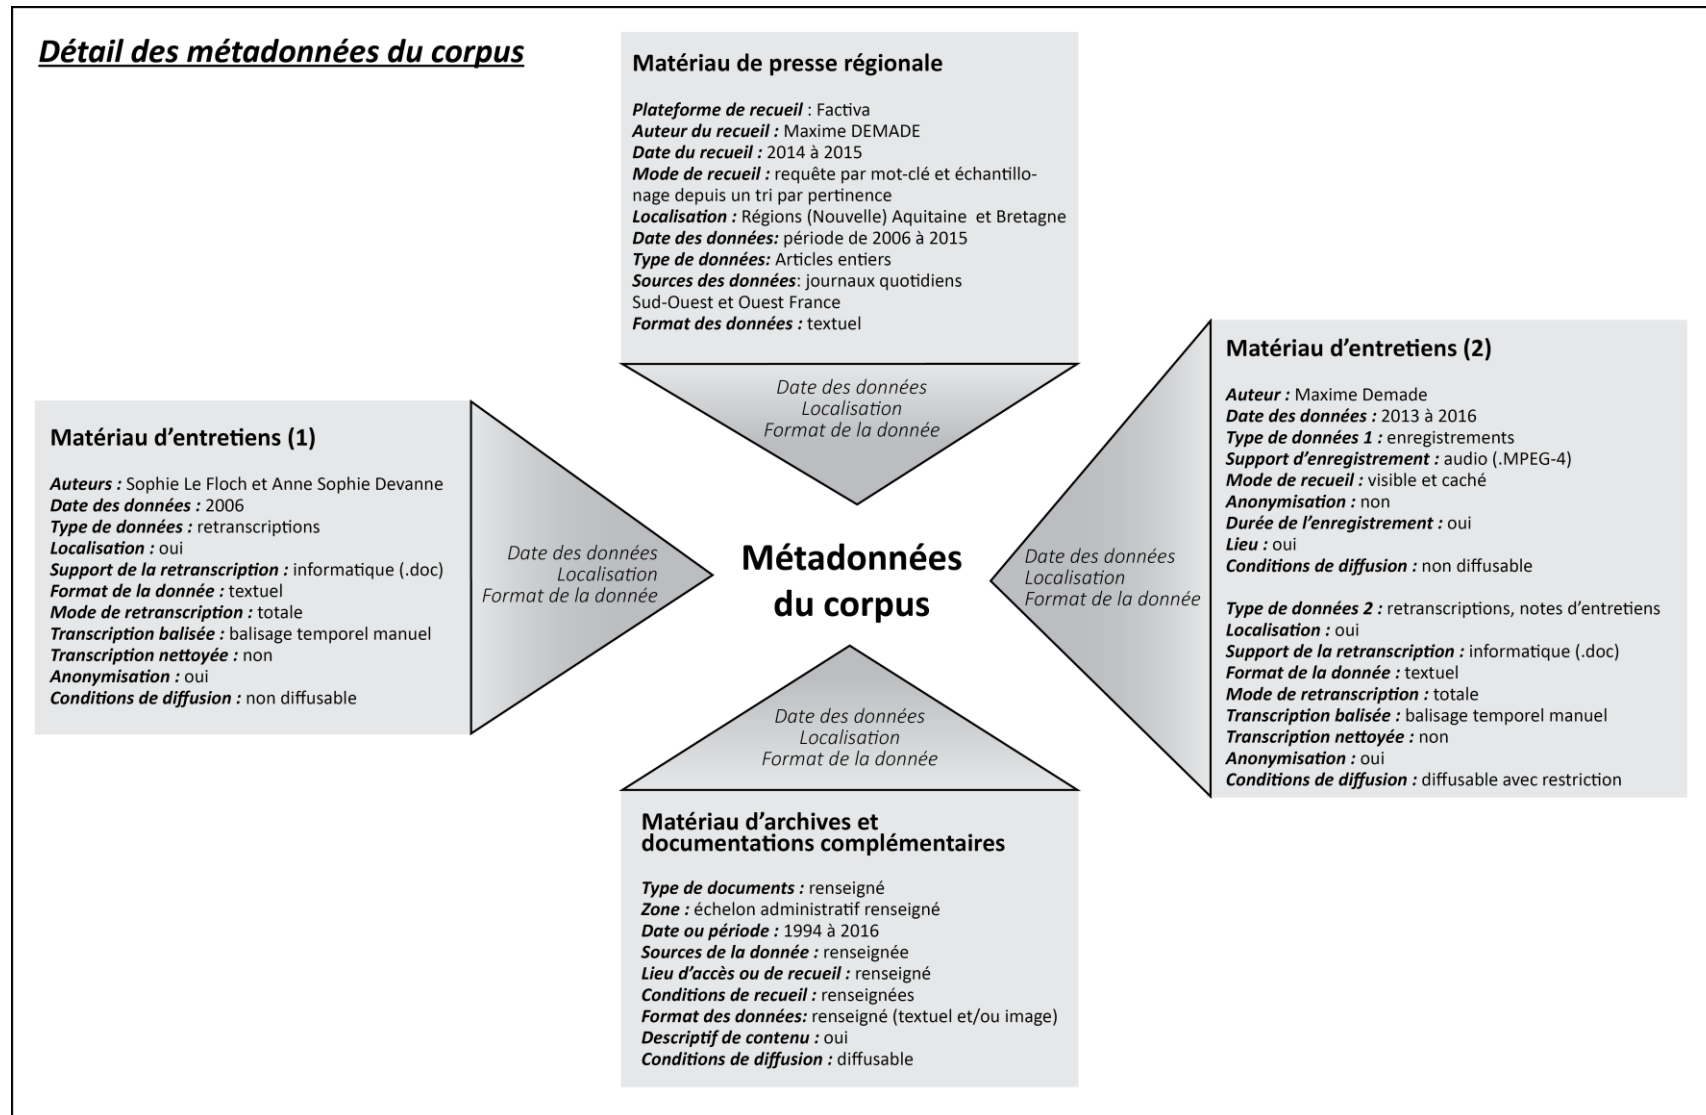 Détail des métadonnées du corpus
Matériau de presse régionale
Plateforme de recueil : Factiva
Auteur du recueil : Maxime DEMADE
Date du recueil : 2014 à 2015
Mode de recueil : requête par mot-clé et échantillo-
nage depuis un tri par pertinence
Localisation : Régions (Nouvelle) Aquitaine et Bretagne
Date des données: période de 2006 à 2015
Type de données: Articles entiers
Sources des données: journaux quotidiens
Sud-Ouest et Ouest France
Format des données : textuel
Date des données
Localisation
Format de la donnée
Matériau d'entretiens (1)
Auteurs : Sophie Le Floch et Anne Sophie Devanne
Date des données : 2006
Type de données : retranscriptions
Localisation : oui
Support de la retranscription : informatique (.doc)
Format de la donnée : textuel
Mode de retranscription : totale
Transcription balisée : balisage temporel manuel
Transcription nettoyée : non
Anonymisation : oui
Conditions de diffusion : non diffusable
Date des données
Localisation
Format de la donnée
Métadonnées
du corpus
Date des données
Localisation
Format de la donnée
Matériau d'entretiens (2)
Auteur : Maxime Demade
Date des données : 2013 à 2016
Type de données 1 : enregistrements
Support d'enregistrement : audio (.MPEG-4)
Mode de recueil : visible et caché
Anonymisation : non
Durée de l'enregistrement : oui
Lieu : oui
Conditions de diffusion : non diffusable
Type de données 2 : retranscriptions, notes d'entretiens
Localisation : oui
Support de la retranscription : informatique (.doc)
Format de la donnée : textuel
Mode de retranscription : totale
Transcription balisée : balisage temporel manuel
Transcription nettoyée : non
Anonymisation : oui
Conditions de diffusion : diffusable avec restriction
Date des données
Localisation
Format de la donnée
Matériau d'archives et
documentations complémentaires
Type de documents : renseigné
Zone : échelon administratif renseigné
Date ou période : 1994 à 2016
Sources de la donnée : renseignée
Lieu d'accès ou de recueil : renseigné
Conditions de recueil : renseignées
Format des données: renseigné (textuel et/ou image)
Descriptif de contenu : oui
Conditions de diffusion : diffusable